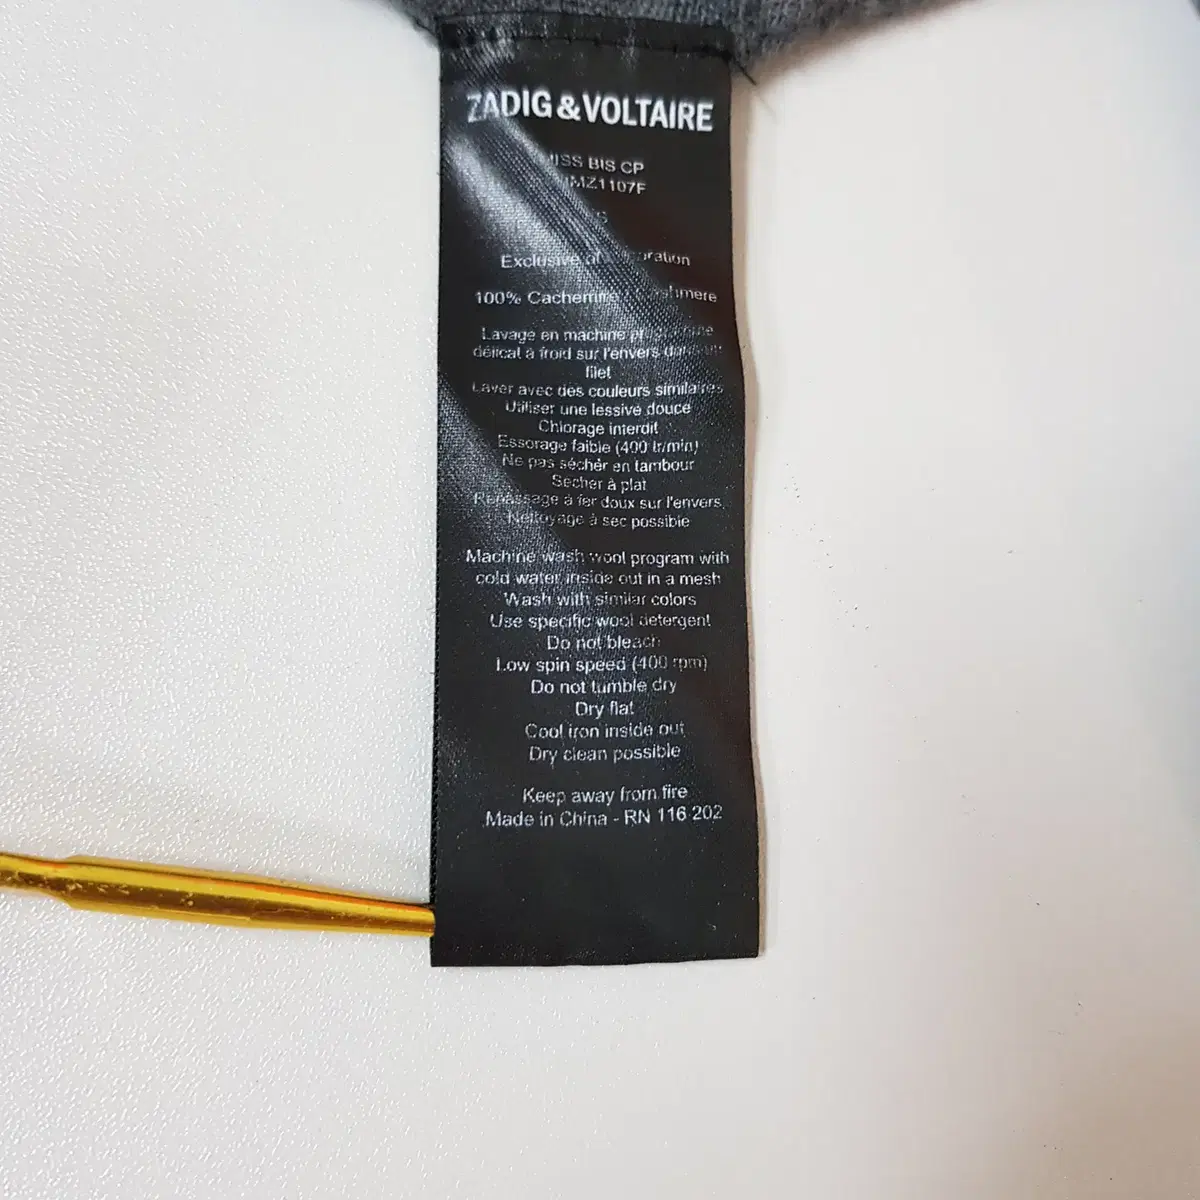 ZADIG&VOLTAIRE
BIS CP
Exclusive of
100% Cachemire
Lavage en machine
délicat à froid sur l'envers
filet
Laver avec des couleurs similaires
Utiliser une lessive douce
Chlorage interdit
Essorage faible (400 tr/min)
Ne pas sécher en tambour
Sécher à plat
Repassage à fer doux sur l'envers,
Nettoyage à sec possible
Machine wash wool program with
cold water, inside out in a mesh
Wash with similar colors
Use specific wool detergent
Do not bleach
Low spin speed (400 rpm)
Do not tumble dry
Dry flat
Cool iron inside out
Dry clean possible
Keep away from fire
Made in China - RN 116 202